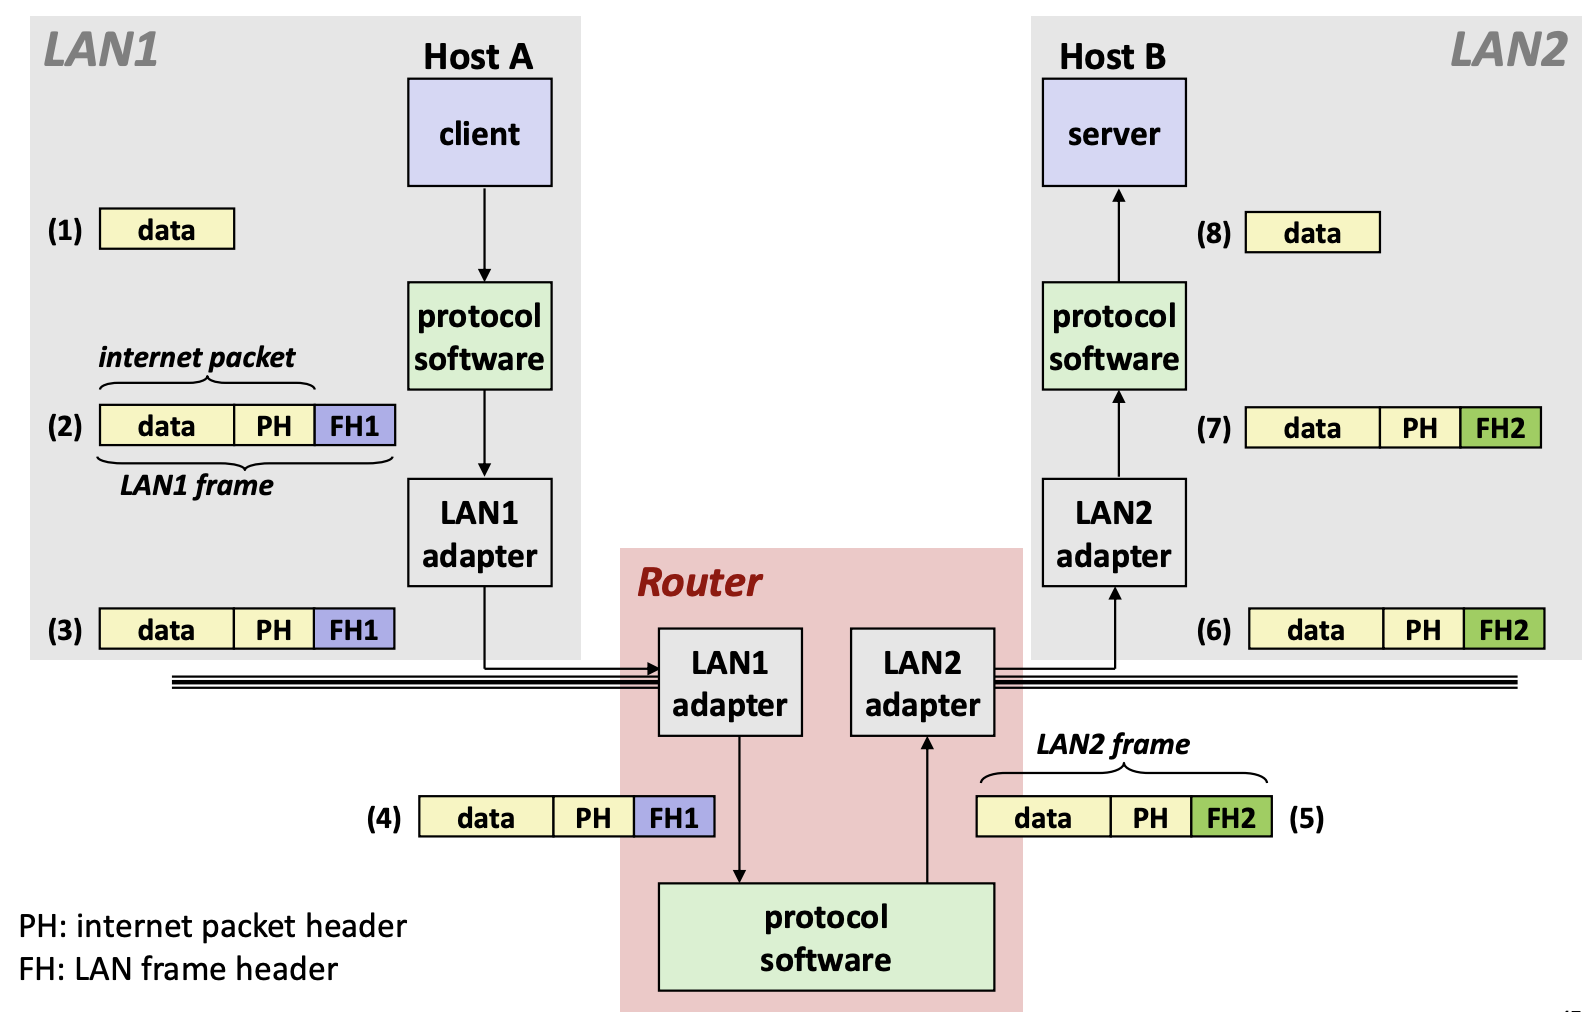 LAN1
Host A
client
(1) data
protocol
software
internet packet
(2) data PH FH1
LAN1 frame
LAN1
adapter
(3) data PH FH1
Host B
LAN2
server
(8) data
protocol
software
(7) data PH FH2
LAN2
adapter
(6) data PH FH2
Router
LAN1
adapter
LAN2
adapter
LAN2 frame
(4) data PH FH1
data PH FH2 (5)
protocol
software
PH: internet packet header
FH: LAN frame header